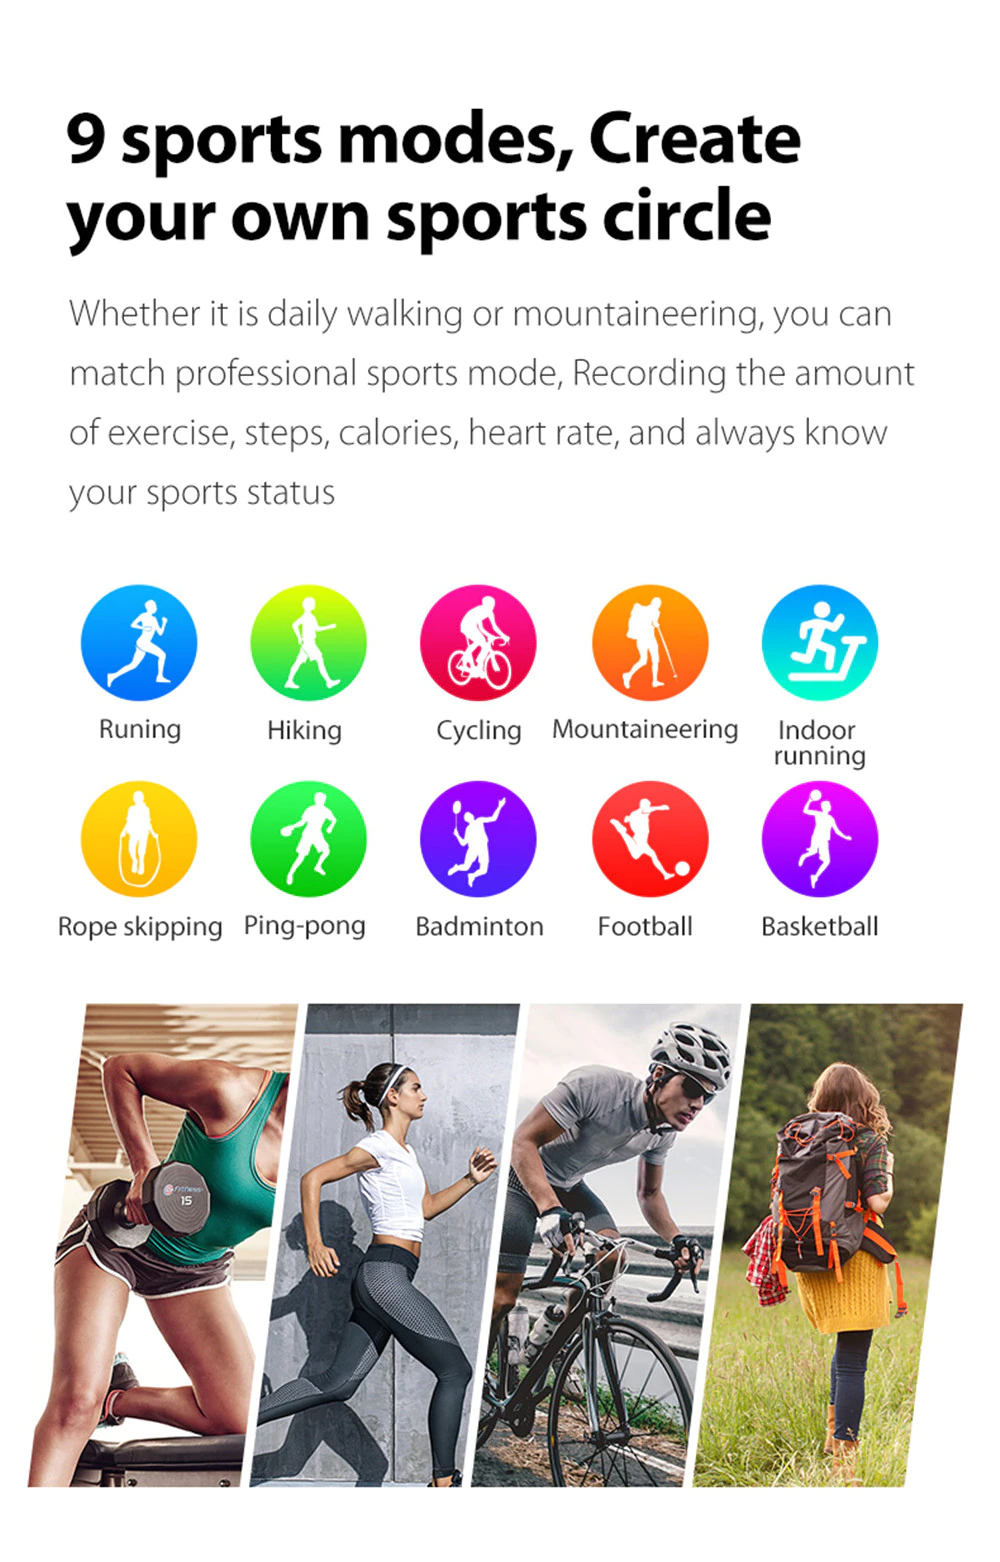 9 sports modes, Create
your own sports circle
Whether it is daily walking or mountaineering, you can
match professional sports mode, Recording the amount
of exercise, steps, calories, heart rate, and always know
your sports status
Runing
Hiking
Cycling
Mountaineering
Indoor
running
Rope skipping
Ping-pong
Badminton
Football
Basketball
Fitness
15